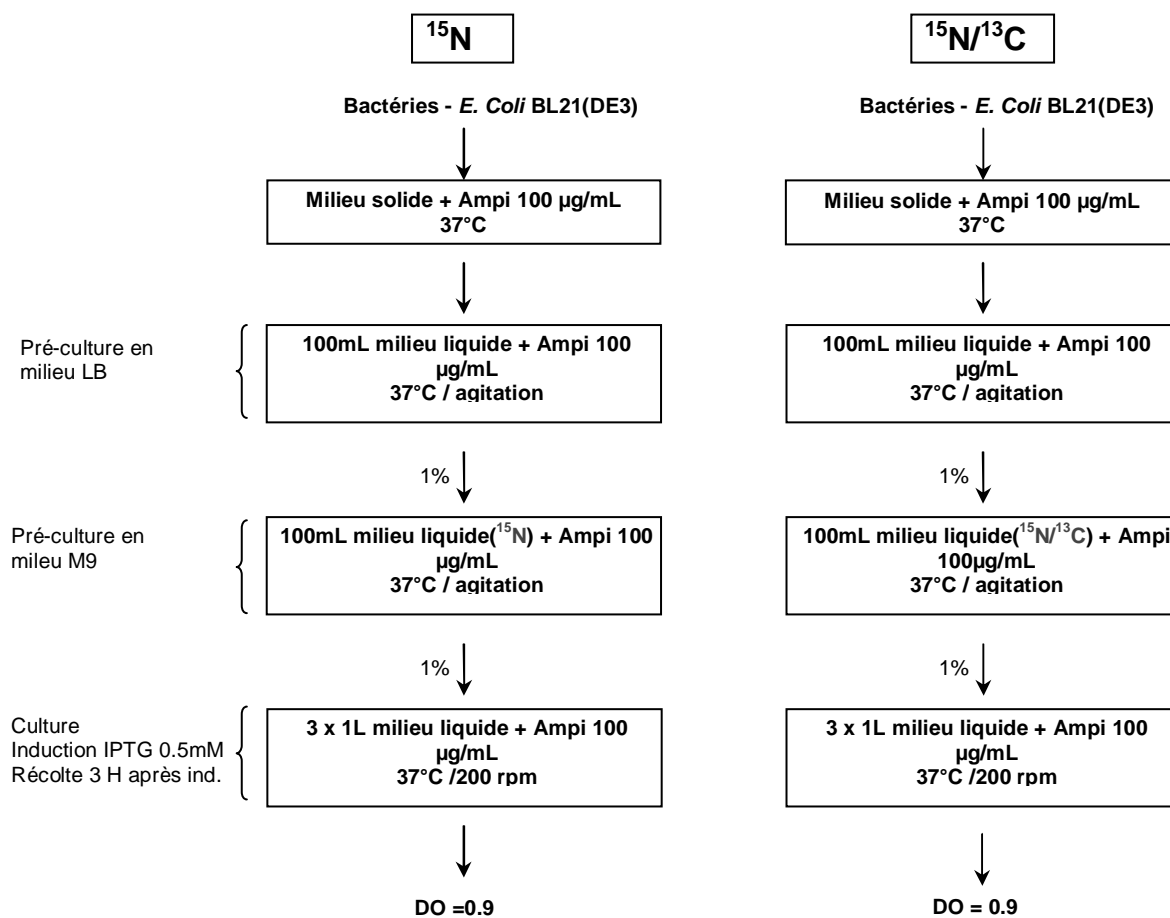 15N
15N/13C
Bactéries - E. Coli BL21(DE3)
Bactéries - E. Coli BL21(DE3)
Milieu solide + Ampi 100 µg/mL
37°C
Milieu solide + Ampi 100 µg/mL
37°C
Pré-culture en
milieu LB
100mL milieu liquide + Ampi 100
µg/mL
37°C / agitation
100mL milieu liquide + Ampi 100
µg/mL
37°C / agitation
1%
1%
Pré-culture en
mileu M9
100mL milieu liquide(15N) + Ampi 100
µg/mL
37°C / agitation
100mL milieu liquide(15N/13C) + Ampi
100µg/mL
37°C / agitation
1%
1%
Culture
Induction IPTG 0.5mM
Récolte 3 H après ind.
3 x 1L milieu liquide + Ampi 100
µg/mL
37°C /200 rpm
3 x 1L milieu liquide + Ampi 100
µg/mL
37°C /200 rpm
DO =0.9
DO = 0.9